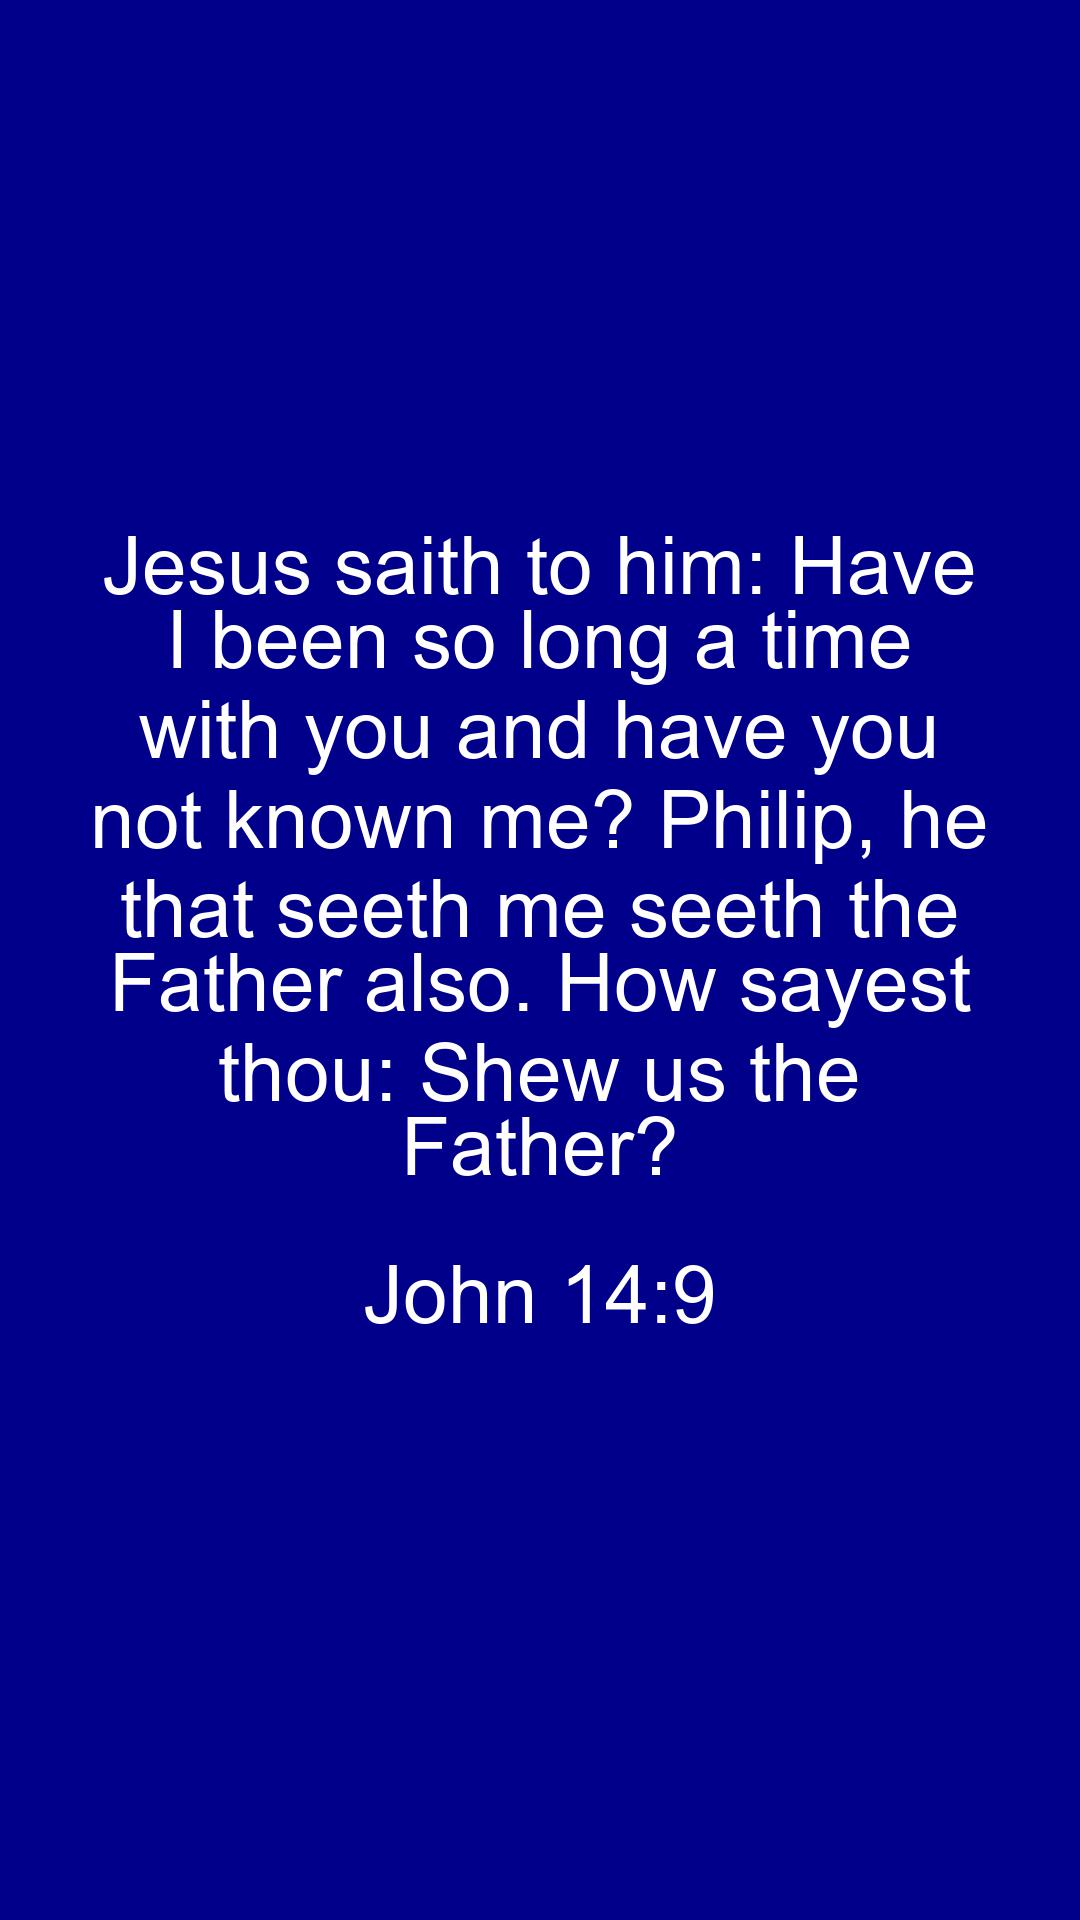 Jesus saith to him: Have
I been so long a time
with you and have you
not known me? Philip, he
that seeth me seeth the
Father also. How sayest
thou: Shew us the
Father?
John 14:9